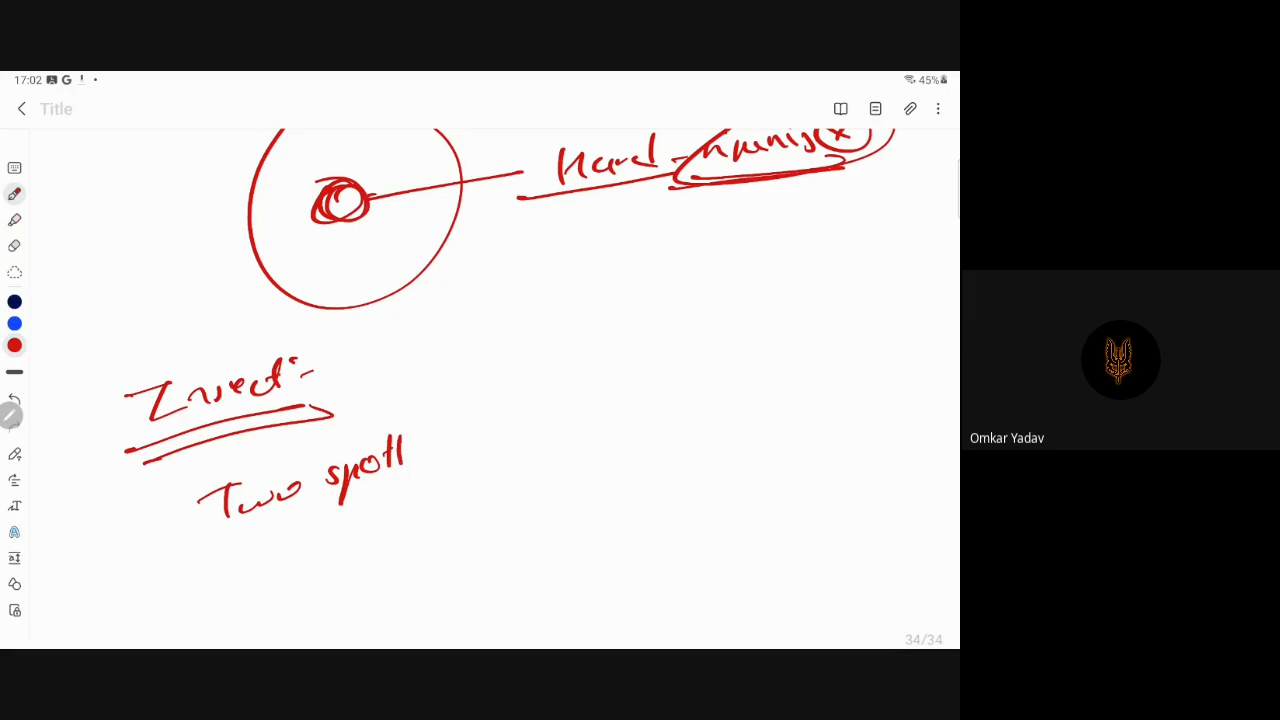 17:02
45%
Title
Hard -
Insect :-
Two spott
34/34
Omkar Yadav